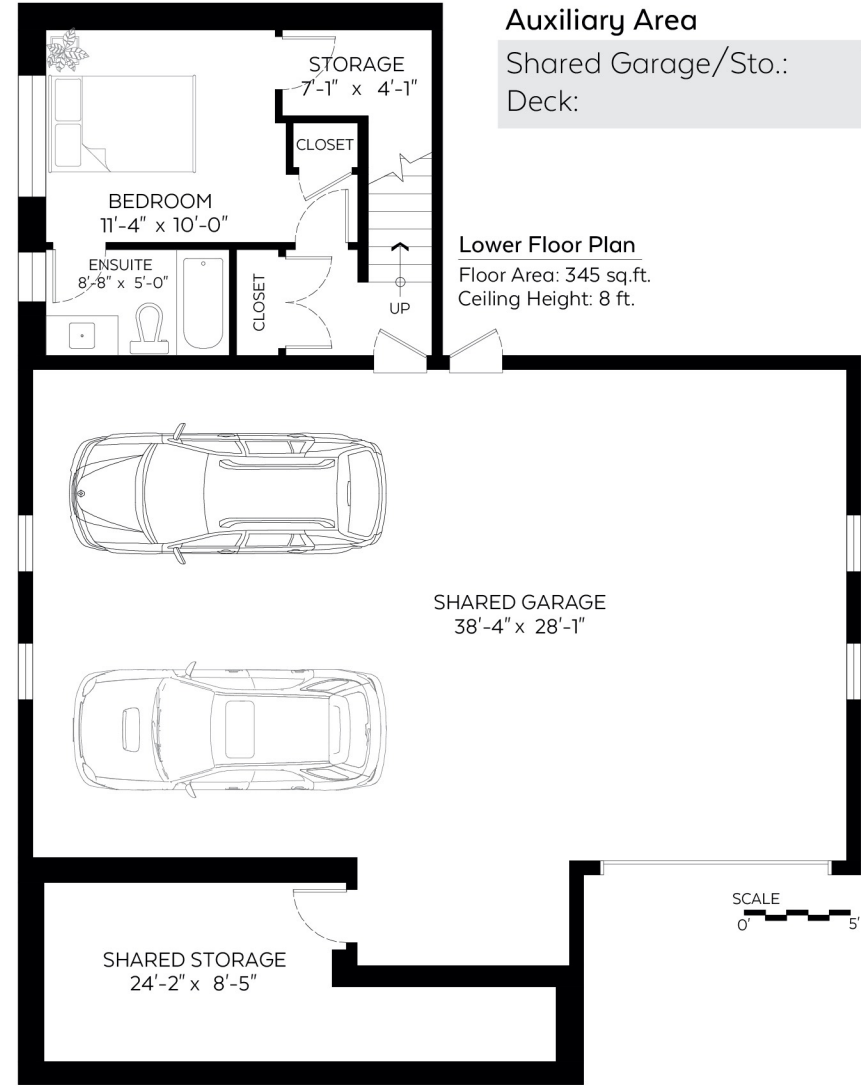 Auxiliary Area
Shared Garage/Sto.:
Deck:
STORAGE
7'-1" x 4'-1"
CLOSET
BEDROOM
11'-4" x 10'-0"
ENSUITE
8'-8" x 5'-0"
CLOSET
UP
Lower Floor Plan
Floor Area: 345 sq.ft.
Ceiling Height: 8 ft.
SHARED GARAGE
38'-4" x 28'-1"
SCALE
0' 5'
SHARED STORAGE
24'-2" x 8'-5"